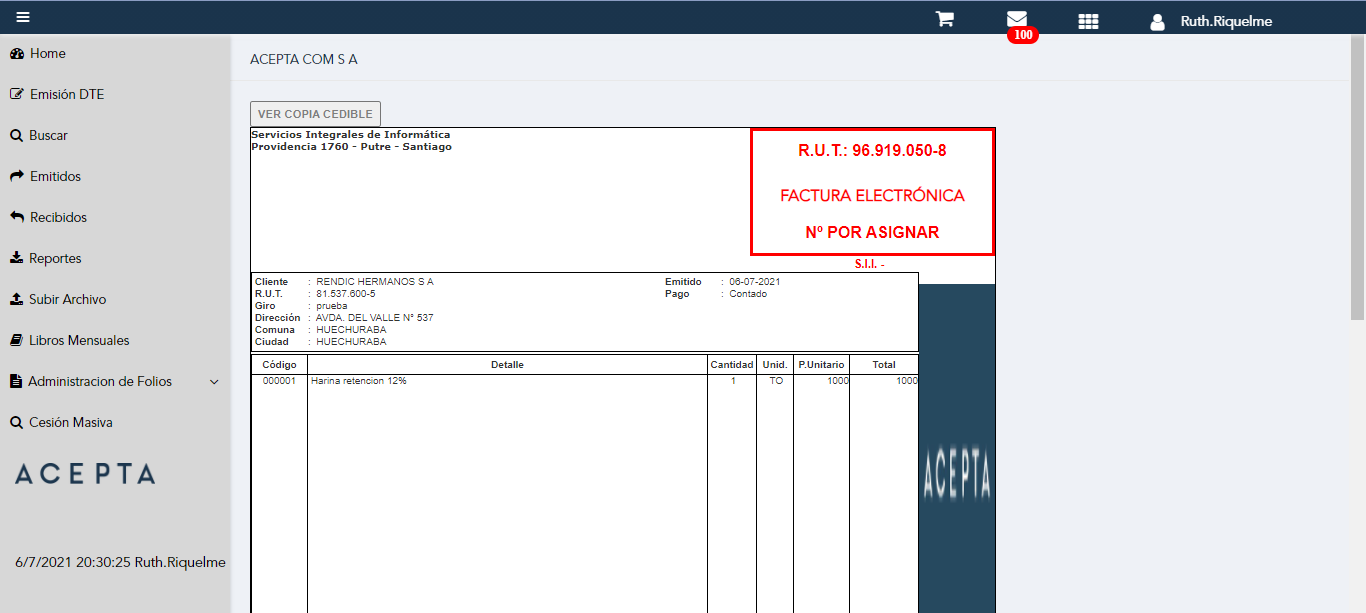 Ruth.Riquelme
100
Home
Emisión DTE
Buscar
Emitidos
Recibidos
Reportes
Subir Archivo
Libros Mensuales
Administracion de Folios
Cesión Masiva
ACEPTA
6/7/2021 20:30:25 Ruth.Riquelme
ACEPTA COM S A
VER COPIA CEDIBLE
Servicios Integrales de Informática
Providencia 1760 - Putre - Santiago
R.U.T.: 96.919.050-8
FACTURA ELECTRÓNICA
Nº POR ASIGNAR
S.I.I. -
Cliente : RENDIC HERMANOS S A Emitido : 06-07-2021
R.U.T. : 81.537.600-5 Pago : Contado
Giro : prueba
Dirección : AVDA. DEL VALLE N° 537
Comuna : HUECHURABA
Ciudad : HUECHURABA
Código Detalle Cantidad Unid. P.Unitario Total
000001 Harina retencion 12% 1 TO 1000 1000
ACEPTA